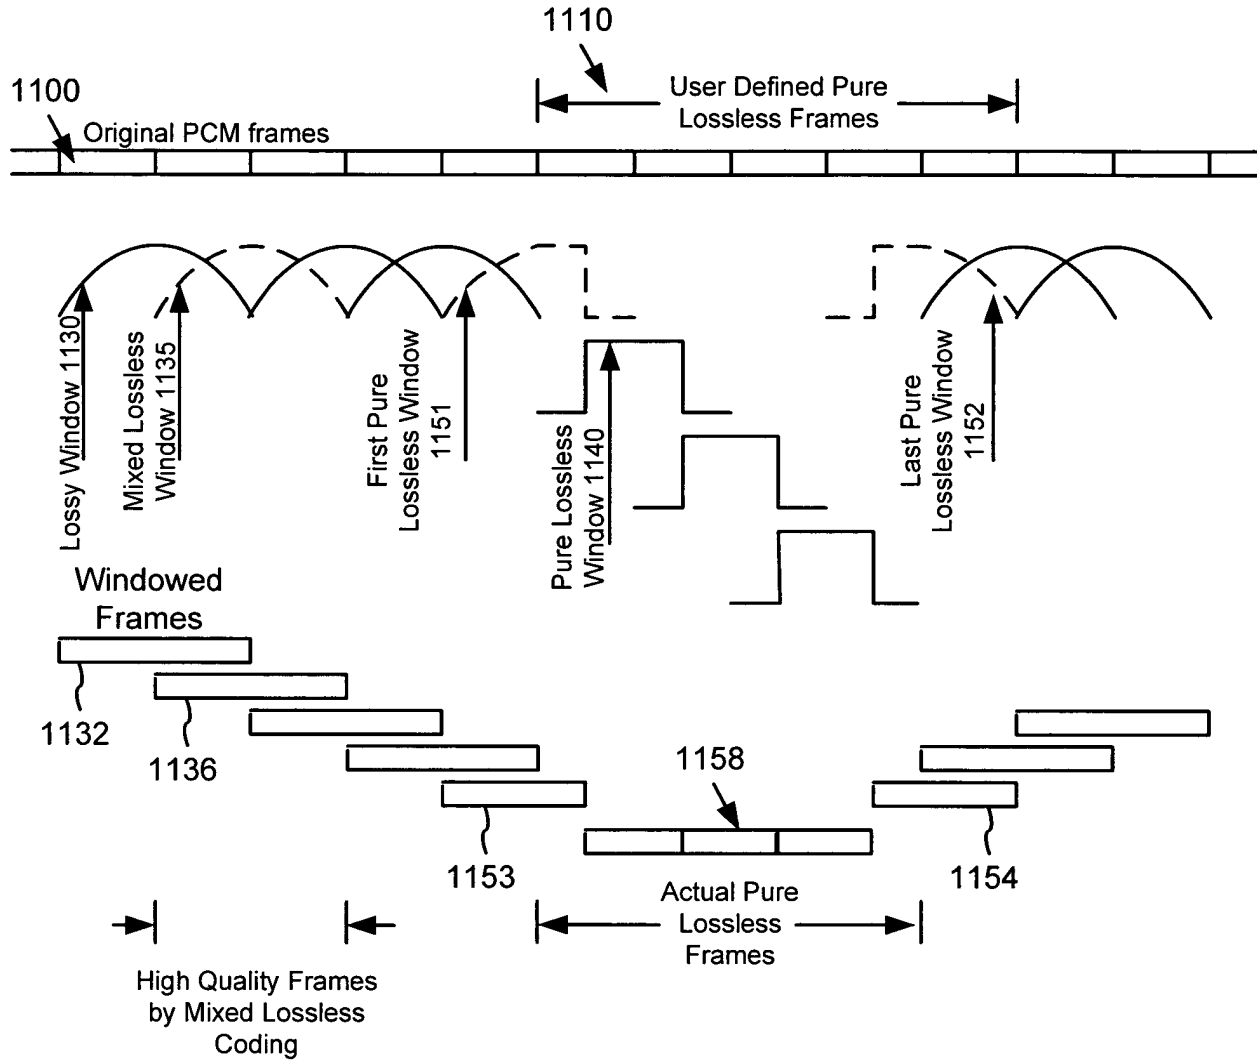 1110
1100
User Defined Pure
Lossless Frames
Original PCM frames
Lossy Window 1130
Mixed Lossless
Window 1135
First Pure
Lossless Window
1151
Pure Lossless
Window 1140
Last Pure
Lossless Window
1152
Windowed
Frames
1132
1136
1158
1153
1154
Actual Pure
Lossless
Frames
High Quality Frames
by Mixed Lossless
Coding